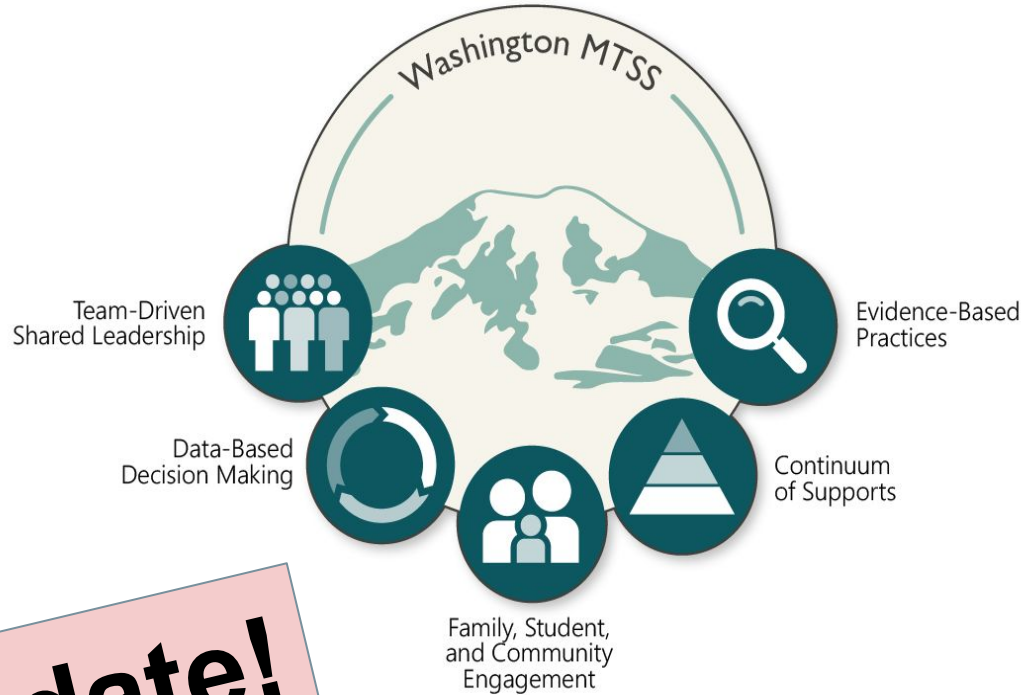 Washington MTSS
Team-Driven
Shared Leadership
Evidence-Based
Practices
Data-Based
Decision Making
Continuum
of Supports
Family, Student,
and Community
Engagement
date!